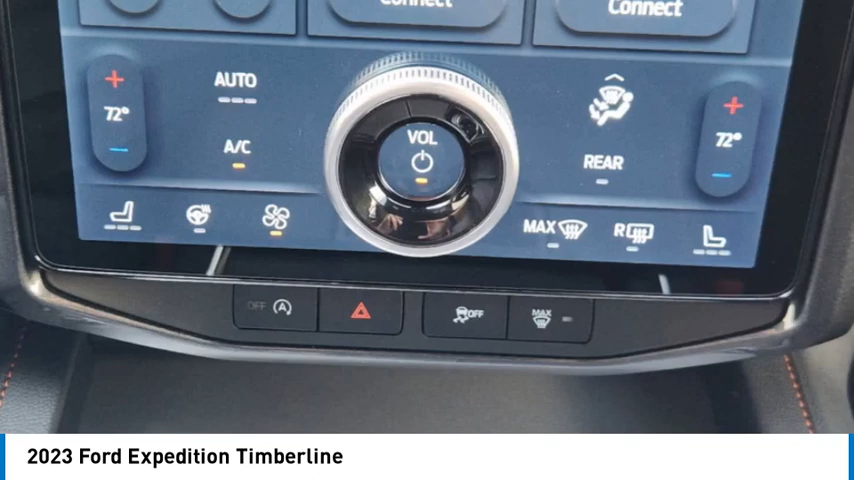 Connect
Connect
AUTO
72°
A/C
VOL
72°
REAR
MAX
R
OFF A
OFF
MAX
2023 Ford Expedition Timberline